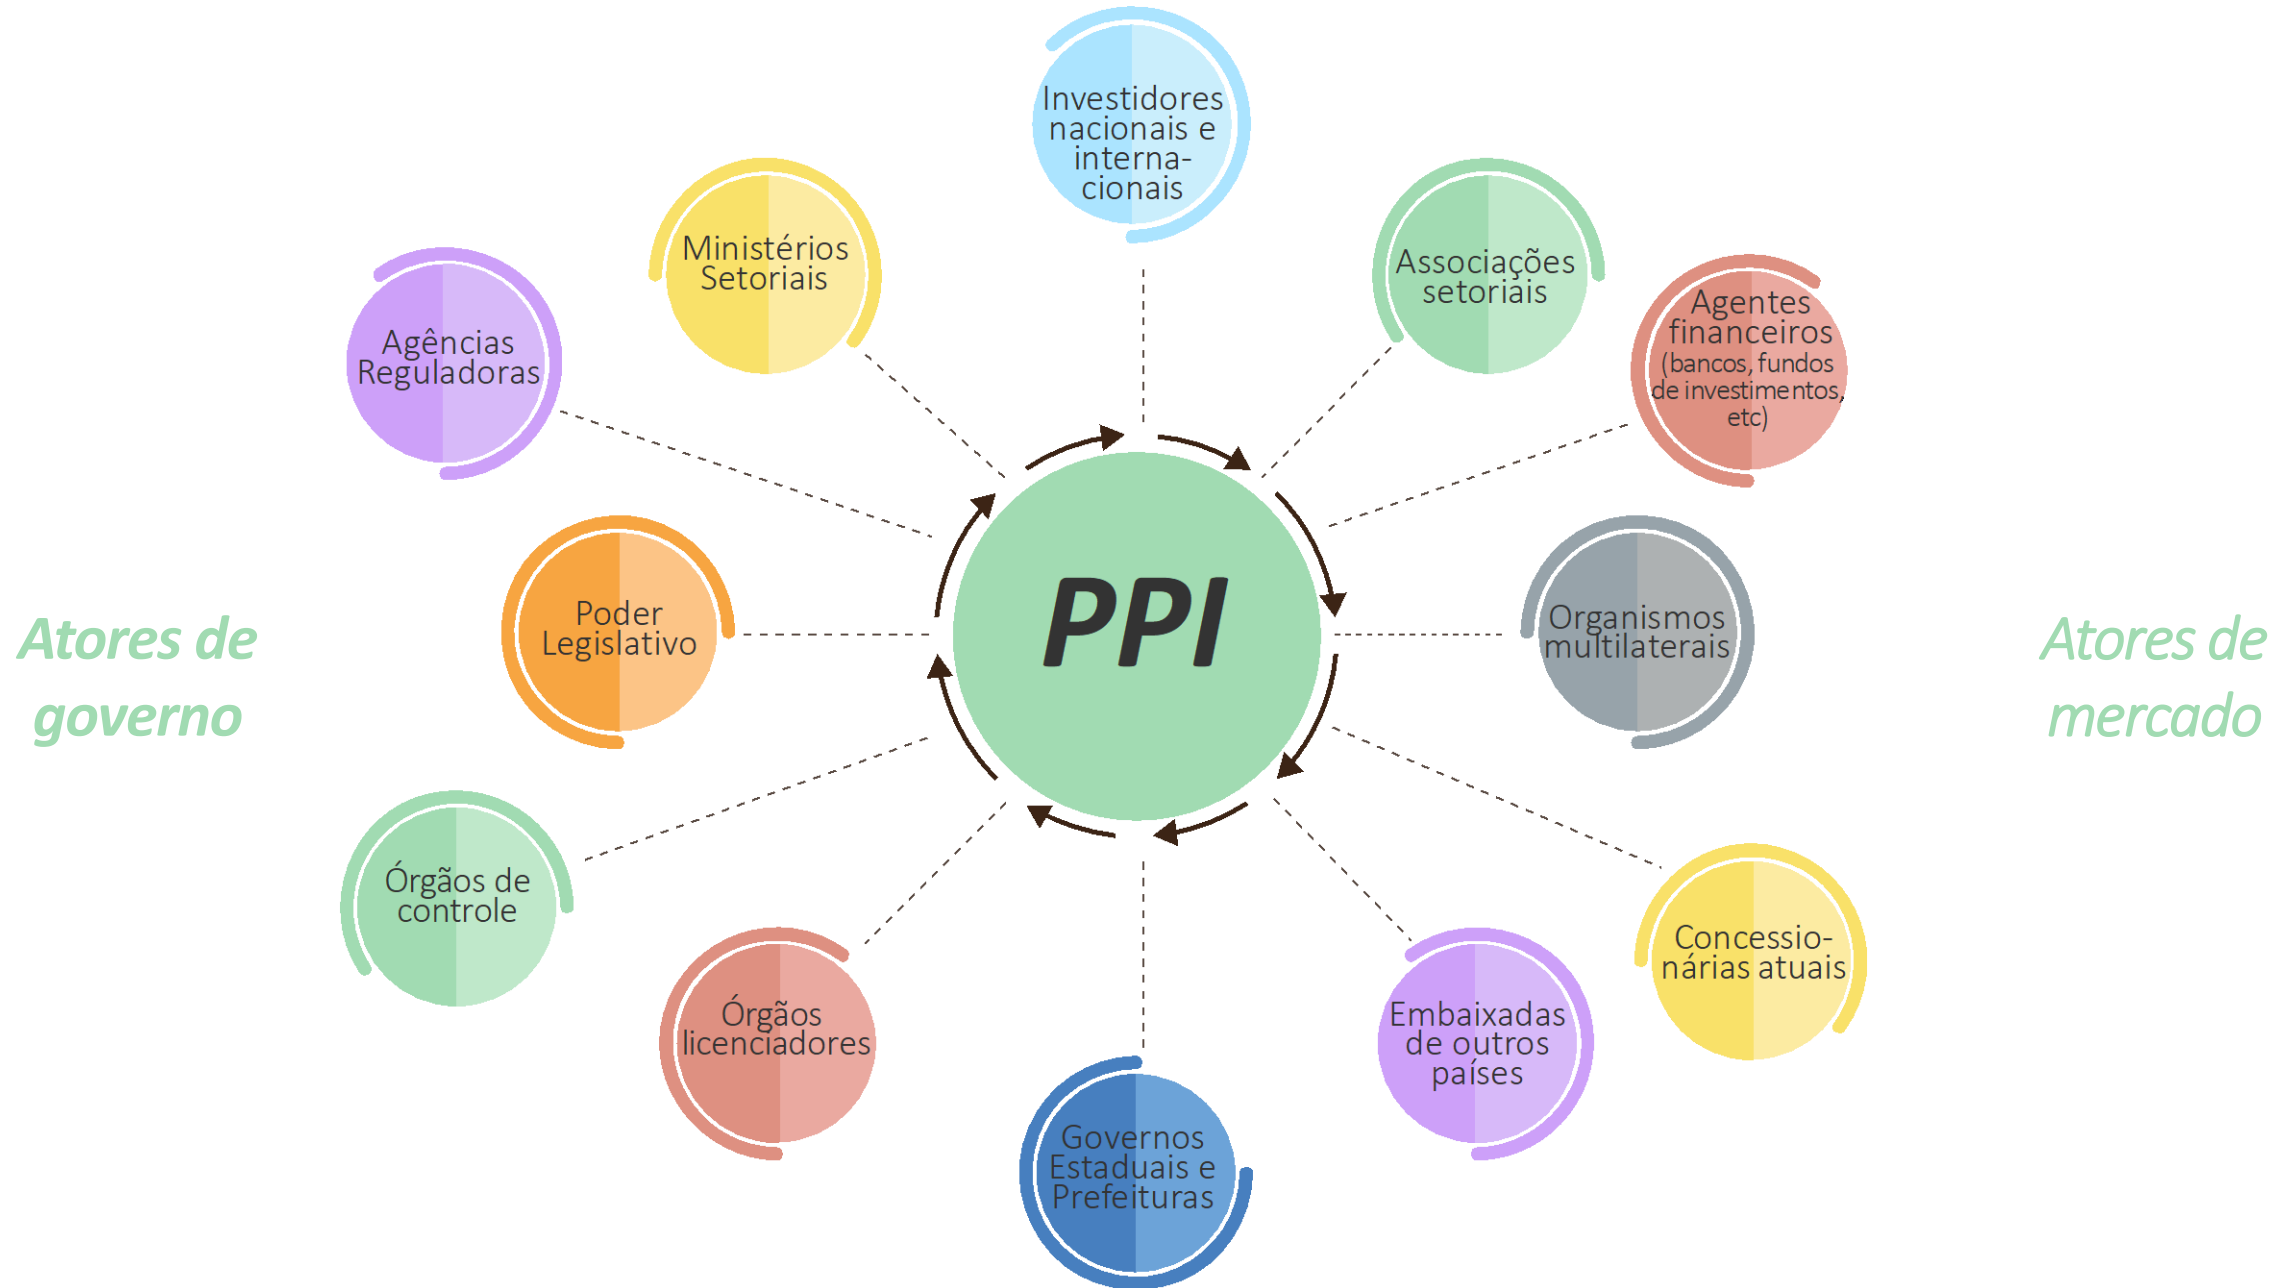 Investidores
nacionais e
interna-
cionais
Ministérios
Setoriais
Associações
setoriais
Agências
Reguladoras
Agentes
financeiros
(bancos, fundos
de investimentos,
etc)
Poder
Legislativo
PPI
Organismos
multilaterais
Atores de
governo
Atores de
mercado
Órgãos de
controle
Concessio-
nárias atuais
Órgãos
licenciadores
Embaixadas
de outros
países
Governos
Estaduais e
Prefeituras